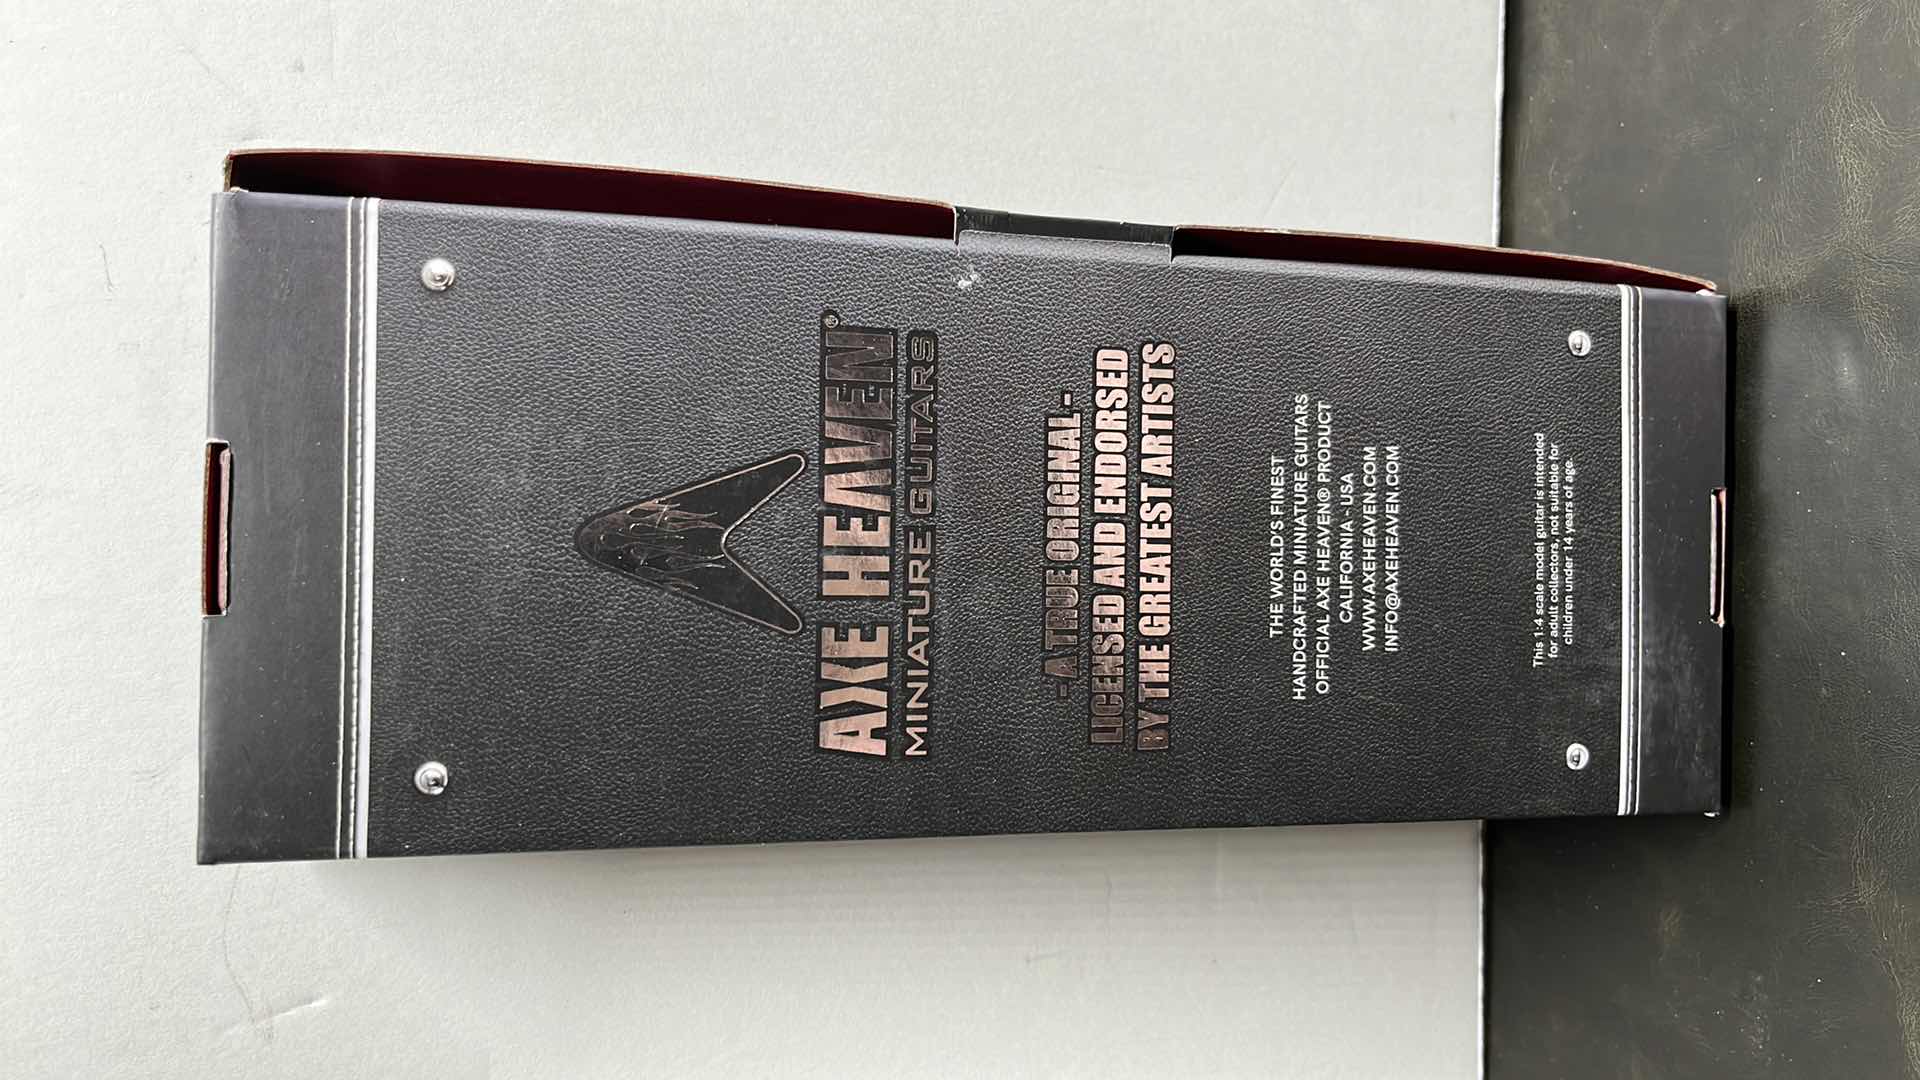 AXE HEAVEN®
MINIATURE GUITARS
- A TRUE ORIGINAL -
LICENSED AND ENDORSED
BY THE GREATEST ARTISTS
THE WORLD'S FINEST
HANDCRAFTED MINIATURE GUITARS
OFFICIAL AXE HEAVEN® PRODUCT
CALIFORNIA - USA
WWW.AXEHEAVEN.COM
INFO@AXEHEAVEN.COM
This 1:4 scale model guitar is intended
for adult collectors, not suitable for
children under 14 years of age.